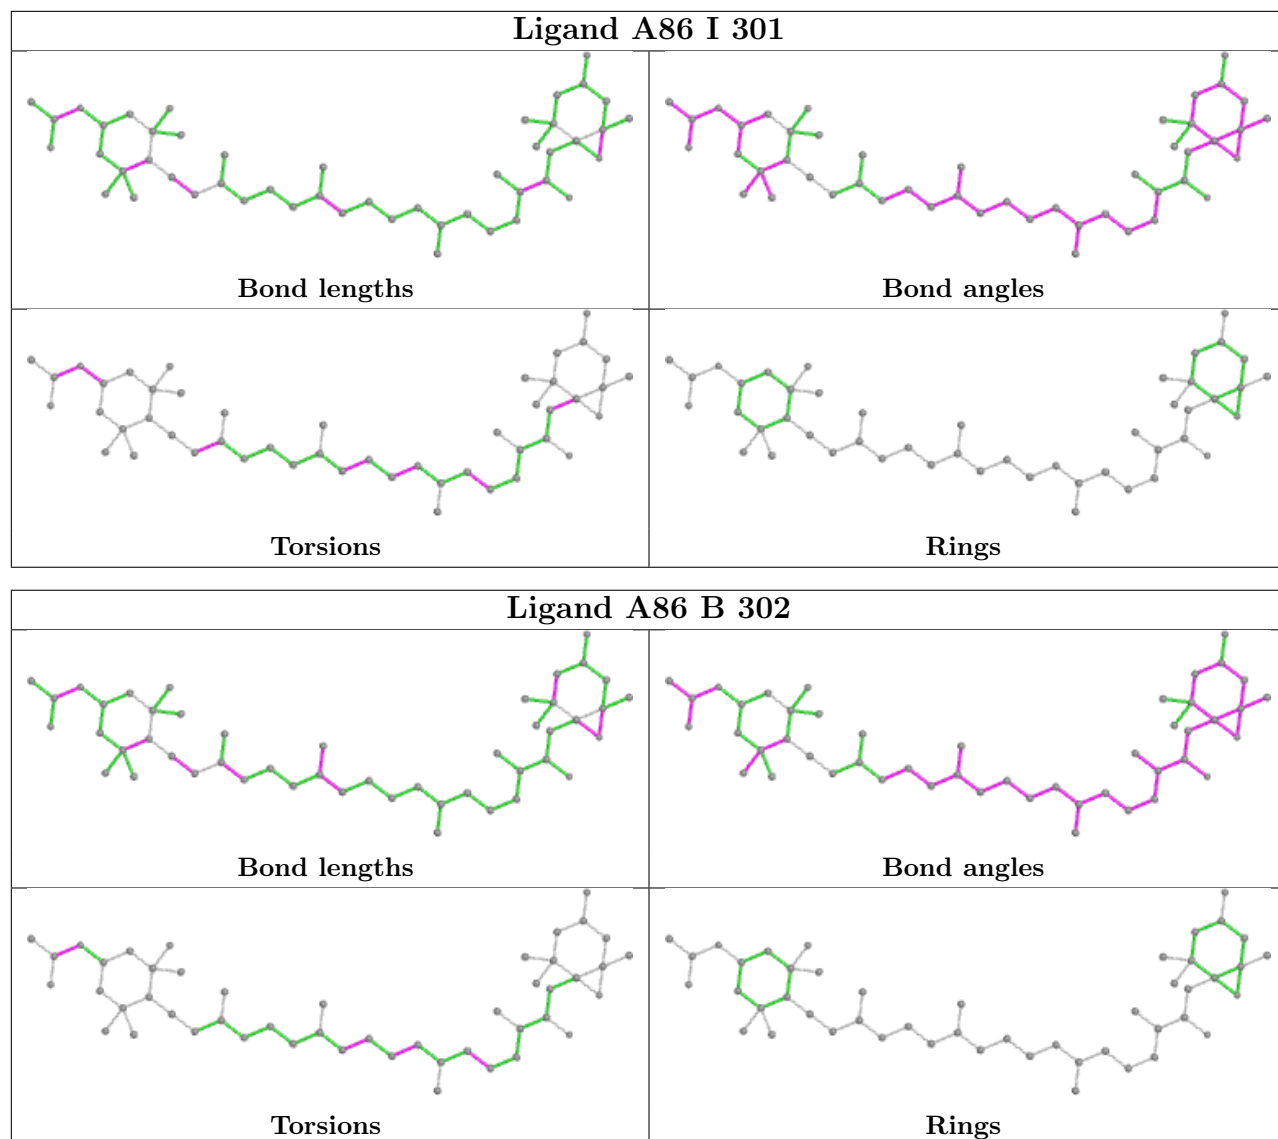 Ligand A86 I 301
Bond lengths
Bond angles
Torsions
Rings
Ligand A86 B 302
Bond lengths
Bond angles
Torsions
Rings